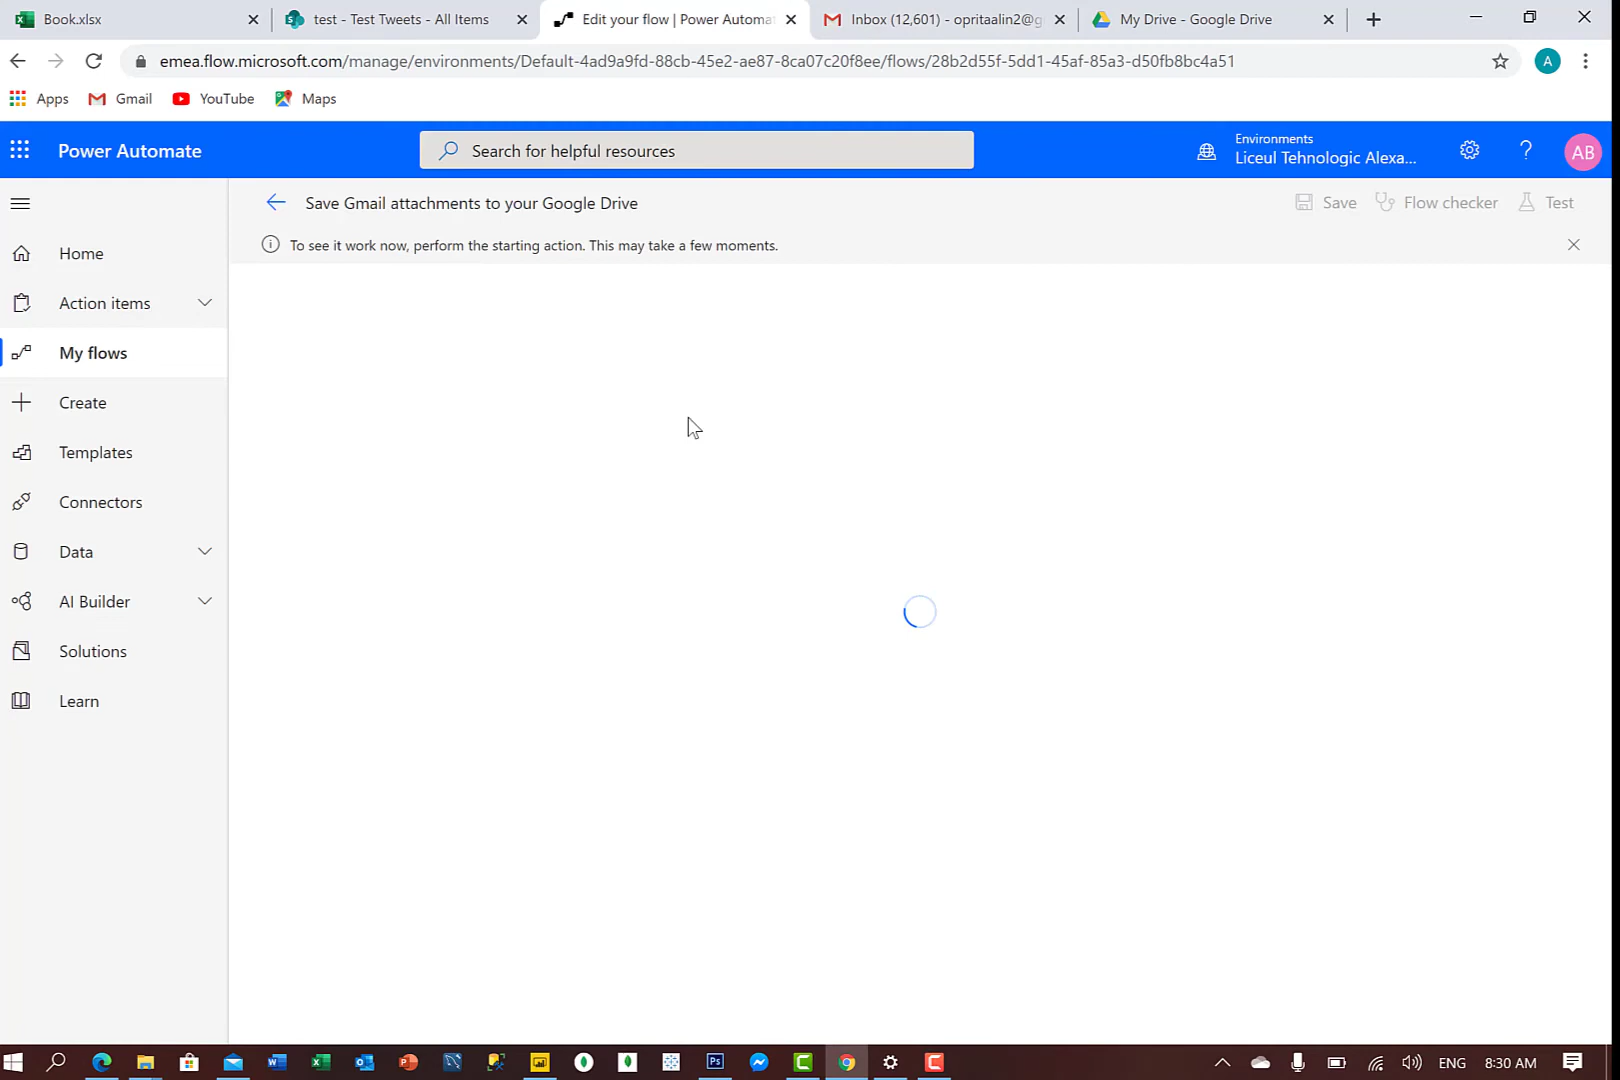 Book.xlsx
test - Test Tweets - All Items
Edit your flow | Power Automa
Inbox (12,601) - opritaalin2@g
My Drive - Google Drive
emea.flow.microsoft.com/manage/environments/Default-4ad9a9fd-88cb-45e2-ae87-8ca07c20f8ee/flows/28b2d55f-5dd1-45af-85a3-d50fb8bc4a51
A
Apps
Gmail
YouTube
Maps
Power Automate
Search for helpful resources
Environments
Liceul Tehnologic Alexa...
?
AB
Save Gmail attachments to your Google Drive
Save
Flow checker
Test
To see it work now, perform the starting action. This may take a few moments.
Home
Action items
My flows
Create
Templates
Connectors
Data
AI Builder
Solutions
Learn
ENG
8:30 AM